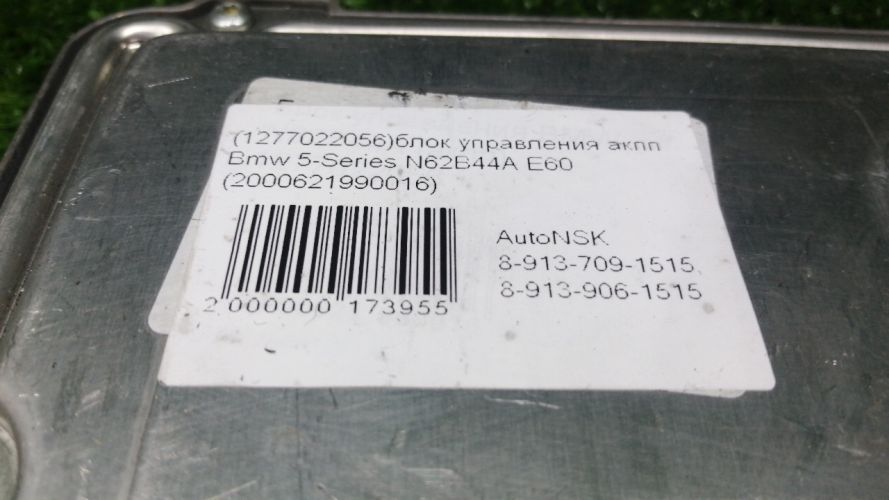 (1277022056)блок управления акпп
Bmw 5-Series N62B44A E60
(2000621990016)
AutoNSK
8-913-709-1515,
8-913-906-1515
2 000000 173955